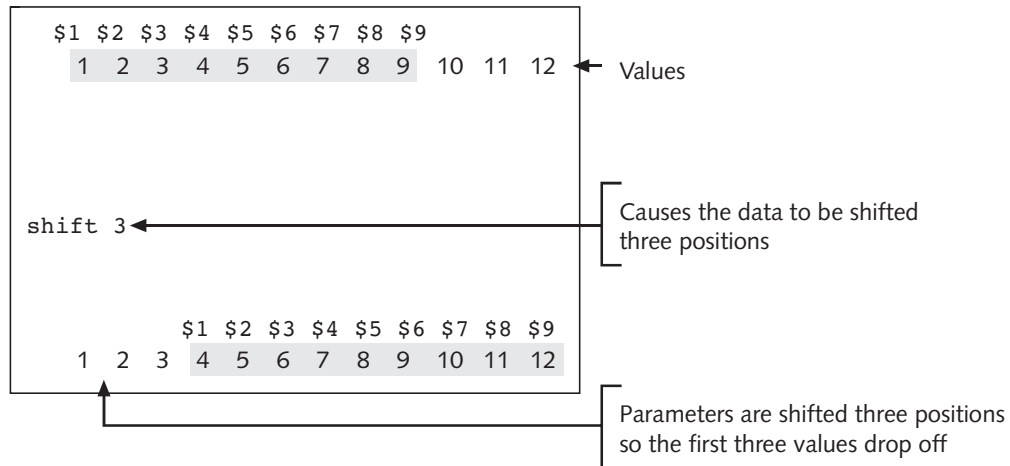 $1 $2 $3 $4 $5 $6 $7 $8 $9
1 2 3 4 5 6 7 8 9 10 11 12
Values
shift 3
Causes the data to be shifted
three positions
$1 $2 $3 $4 $5 $6 $7 $8 $9
1 2 3 4 5 6 7 8 9 10 11 12
Parameters are shifted three positions
so the first three values drop off